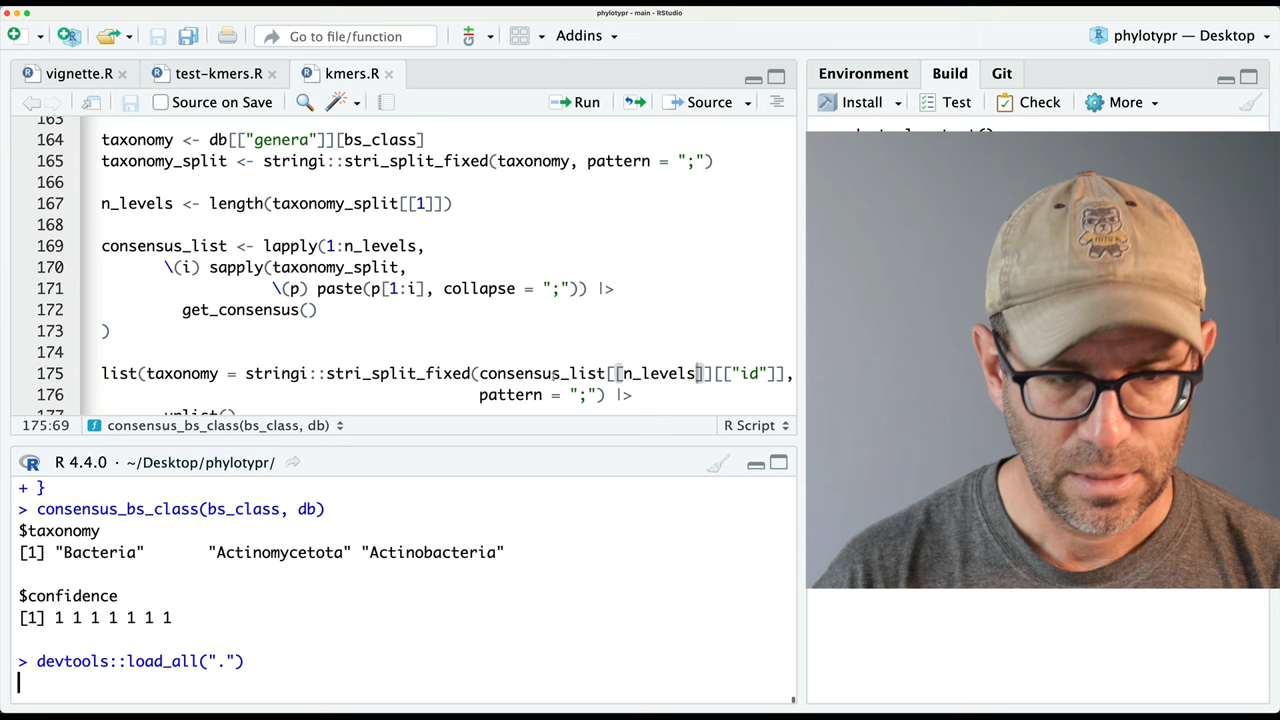 phylotypr - main - RStudio
Go to file/function
Addins
phylotypr — Desktop
vignette.R
test-kmers.R
kmers.R
Source on Save
Run
Source
163
164 taxonomy <- db[["genera"]][bs_class]
165 taxonomy_split <- stringi::stri_split_fixed(taxonomy, pattern = ";")
166
167 n_levels <- length(taxonomy_split[[1]])
168
169 consensus_list <- lapply(1:n_levels,
170 \(i) sapply(taxonomy_split,
171 \(p) paste(p[1:i], collapse = ";")) |>
172 get_consensus()
173 )
174
175 list(taxonomy = stringi::stri_split_fixed(consensus_list[[n_levels]][["id"]],
176 pattern = ";") |>
177 unlist()
175:69 consensus_bs_class(bs_class, db) R Script
R 4.4.0 · ~/Desktop/phylotypr/
+ }
> consensus_bs_class(bs_class, db)
$taxonomy
[1] "Bacteria" "Actinomycetota" "Actinobacteria"
$confidence
[1] 1 1 1 1 1 1 1
> devtools::load_all(".")
Environment Build Git
Install Test Check More